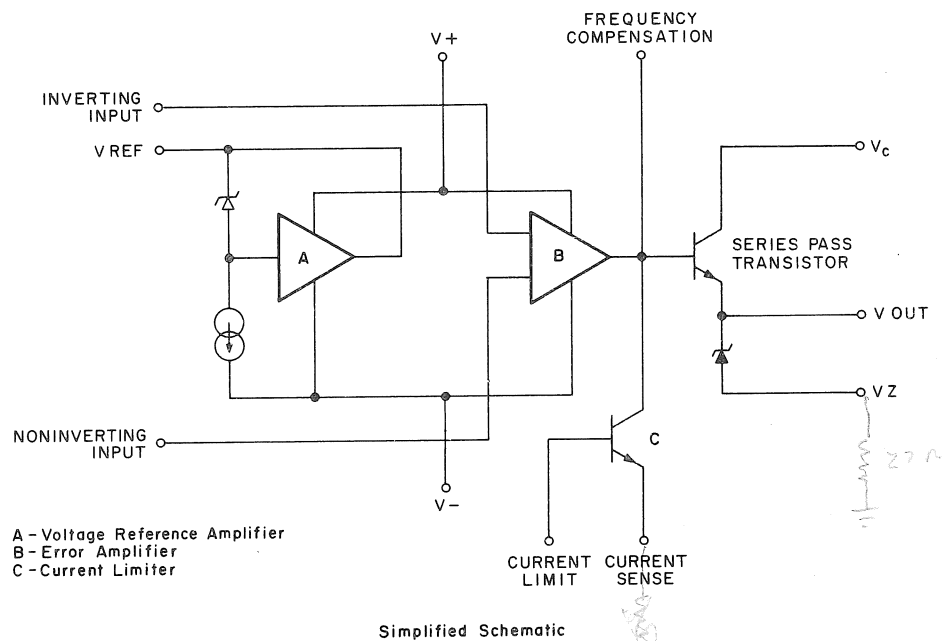 FREQUENCY
COMPENSATION
V+
INVERTING
INPUT
V REF
Vc
A
B
SERIES PASS
TRANSISTOR
V OUT
VZ
NONINVERTING
INPUT
C
V-
A - Voltage Reference Amplifier
B - Error Amplifier
C - Current Limiter
CURRENT
LIMIT
CURRENT
SENSE
Simplified Schematic